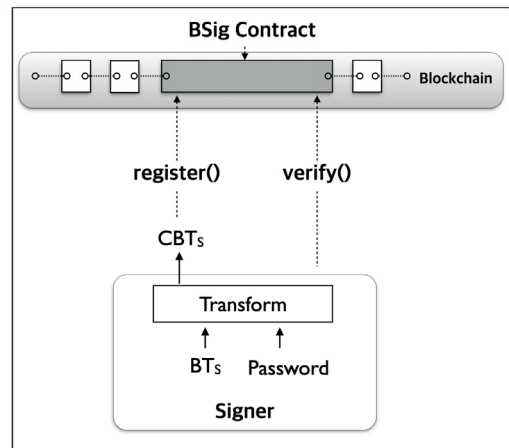 BSig Contract
Blockchain
register() verify()
CBTs
Transform
BTs Password
Signer